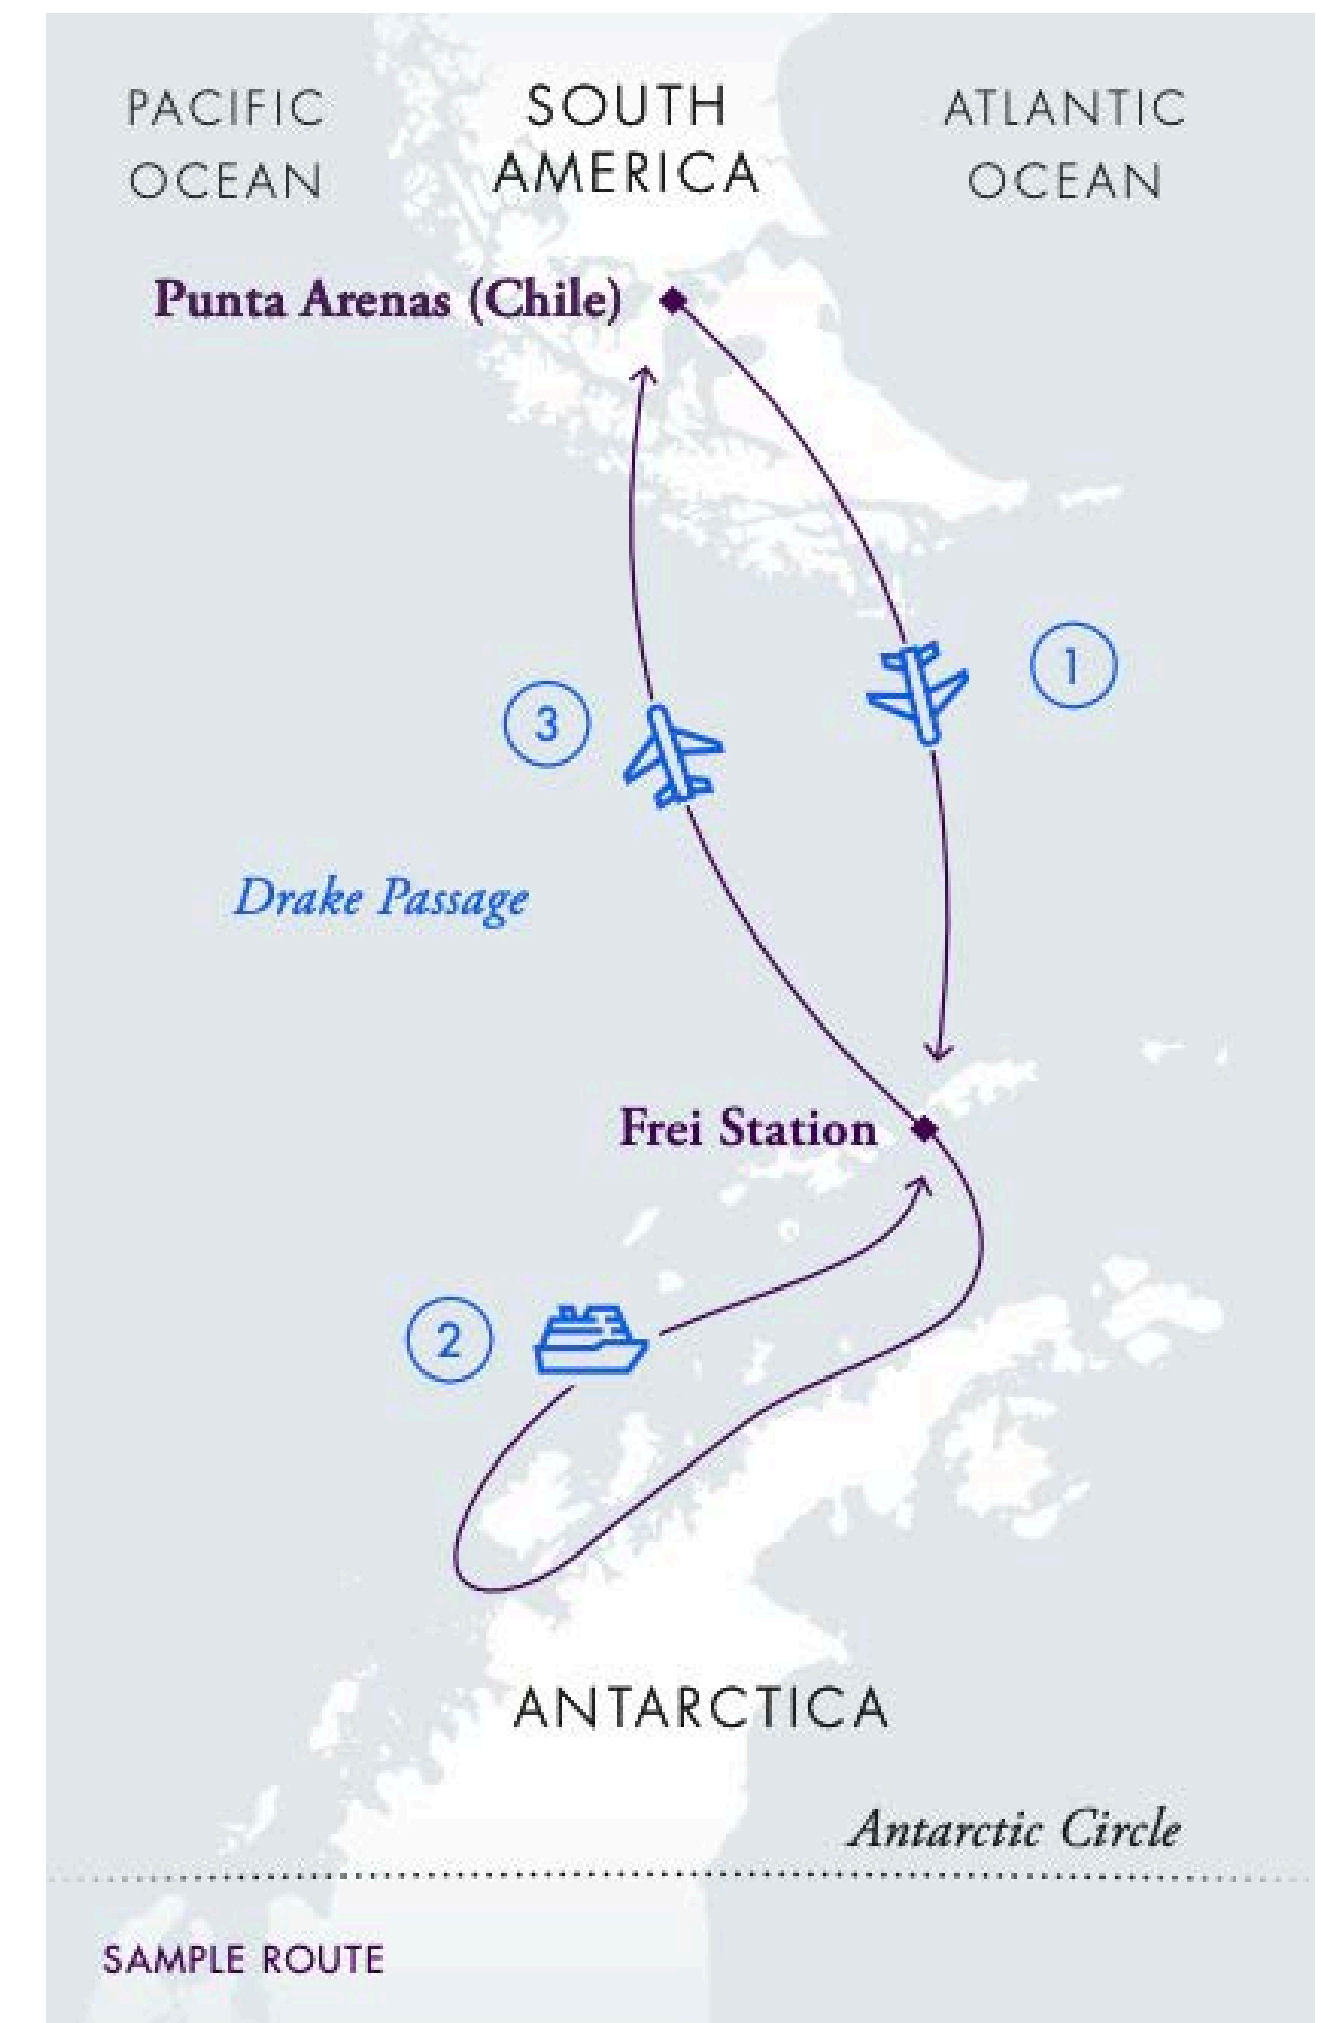 PACIFIC
OCEAN
SOUTH
AMERICA
ATLANTIC
OCEAN
Punta Arenas (Chile)
1
3
Drake Passage
Frei Station
2
ANTARCTICA
Antarctic Circle
SAMPLE ROUTE